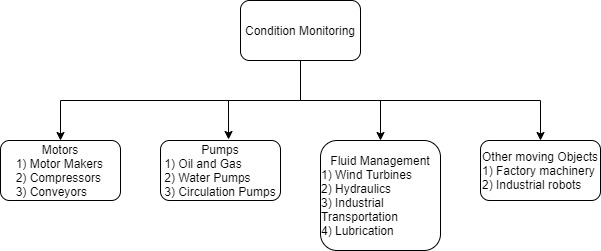 Condition Monitoring
Motors
1) Motor Makers
2) Compressors
3) Conveyors
Pumps
1) Oil and Gas
2) Water Pumps
3) Circulation Pumps
Fluid Management
1) Wind Turbines
2) Hydraulics
3) Industrial
Transportation
4) Lubrication
Other moving Objects
1) Factory machinery
2) Industrial robots